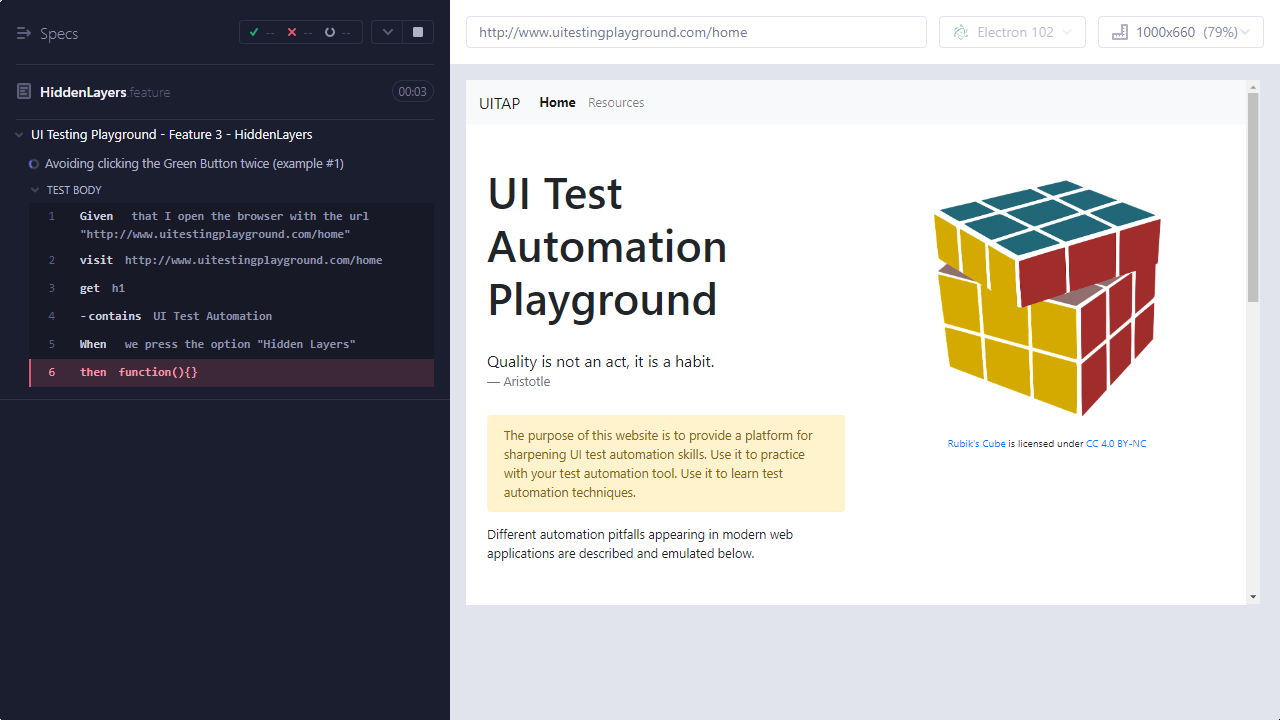 Specs
-- -- --
HiddenLayers.feature
00:03
UI Testing Playground - Feature 3 - HiddenLayers
Avoiding clicking the Green Button twice (example #1)
TEST BODY
1 Given that I open the browser with the url
"http://www.uitestingplayground.com/home"
2 visit http://www.uitestingplayground.com/home
3 get h1
4 -contains UI Test Automation
5 When we press the option "Hidden Layers"
6 then function(){}
http://www.uitestingplayground.com/home
Electron 102
1000x660 (79%)
UITAP Home Resources
UI Test
Automation
Playground
Quality is not an act, it is a habit.
— Aristotle
The purpose of this website is to provide a platform for
sharpening UI test automation skills. Use it to practice
with your test automation tool. Use it to learn test
automation techniques.
Different automation pitfalls appearing in modern web
applications are described and emulated below.
Rubik's Cube is licensed under CC 4.0 BY-NC